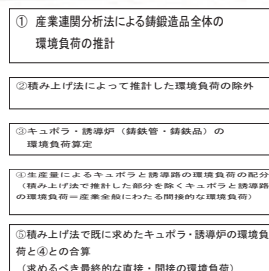 ① 産業連関分析法による鋳鍛造品全体の
環境負荷の推計
②積み上げ法によって推計した環境負荷の除外
③キュポラ・誘導炉（鋳鉄管・鋳鉄品）の
環境負荷算定
④生産量によるキュポラと誘導路の環境負荷の配分
（積み上げ法で推計した部分を除くキュポラと誘導路
の環境負荷＝産業全般にわたる間接的な環境負荷）
⑤積み上げ法で既に求めたキュポラ・誘導炉の環境負
荷と④との合算
（求めるべき最終的な直接・間接の環境負荷）